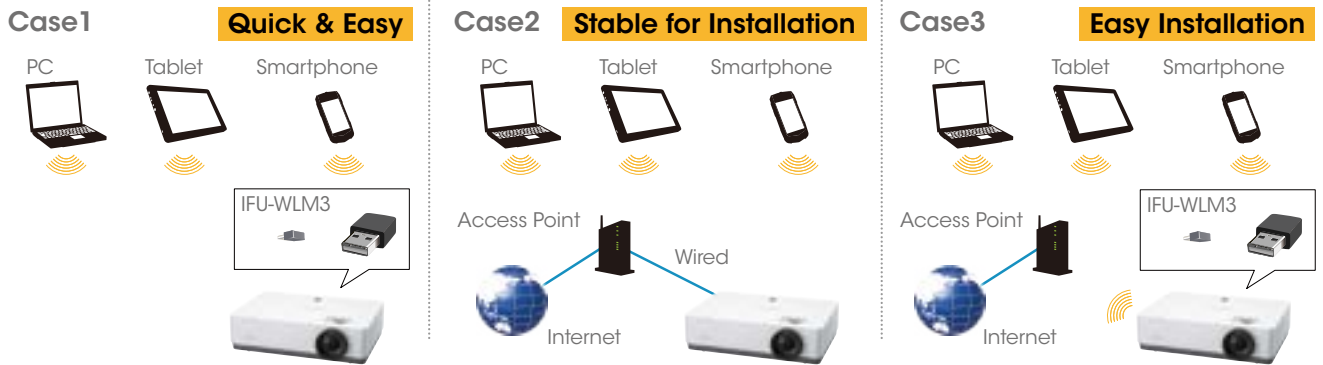 Case1
Quick & Easy
PC
Tablet
Smartphone
IFU-WLM3
Case2
Stable for Installation
PC
Tablet
Smartphone
Access Point
Wired
Internet
Case3
Easy Installation
PC
Tablet
Smartphone
Access Point
IFU-WLM3
Internet